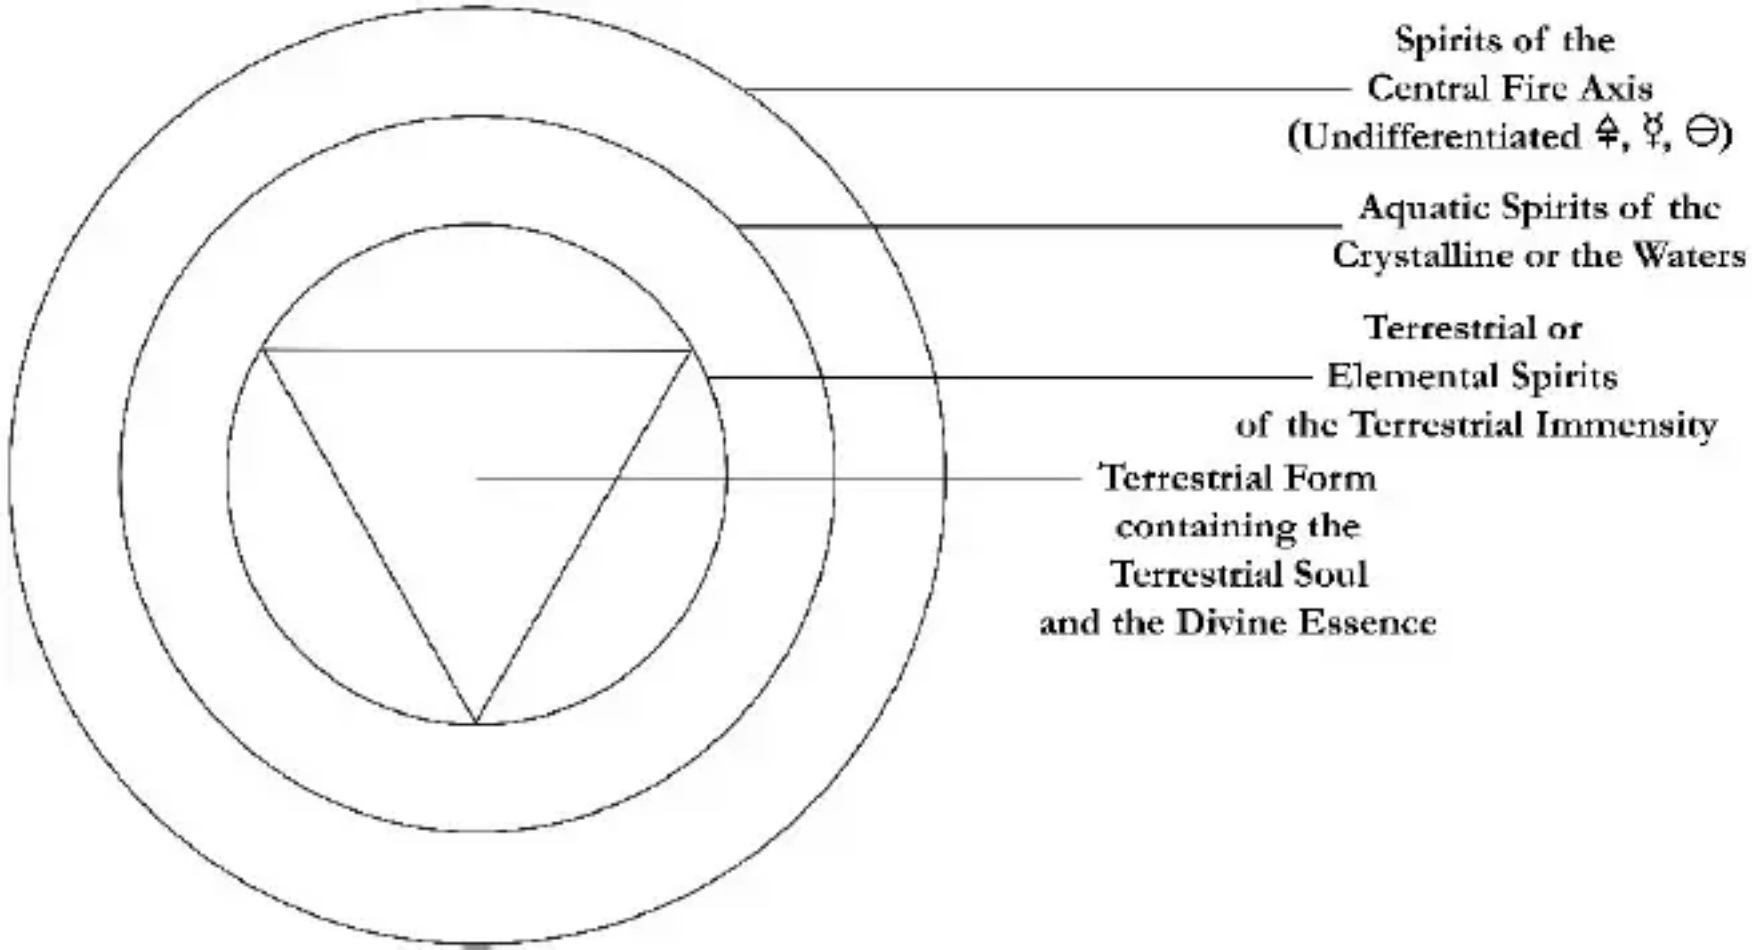 Spirits of the
Central Fire Axis
(Undifferentiated 🜍, ☿, 🜔)
Aquatic Spirits of the
Crystalline or the Waters
Terrestrial or
Elemental Spirits
of the Terrestrial Immensity
Terrestrial Form
containing the
Terrestrial Soul
and the Divine Essence